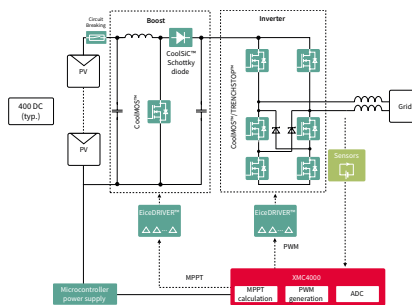 Circuit
Breaking
Boost
Inverter
CoolSiC™
Schottky
diode
PV
CoolMOS™
CoolMOS™/TRENCHSTOP™
400 DC
(typ.)
Grid
PV
Sensors
EiceDRIVER™
...
EiceDRIVER™
...
PWM
MPPT
Microcontroller
power supply
XMC4000
MPPT
calculation
PWM
generation
ADC